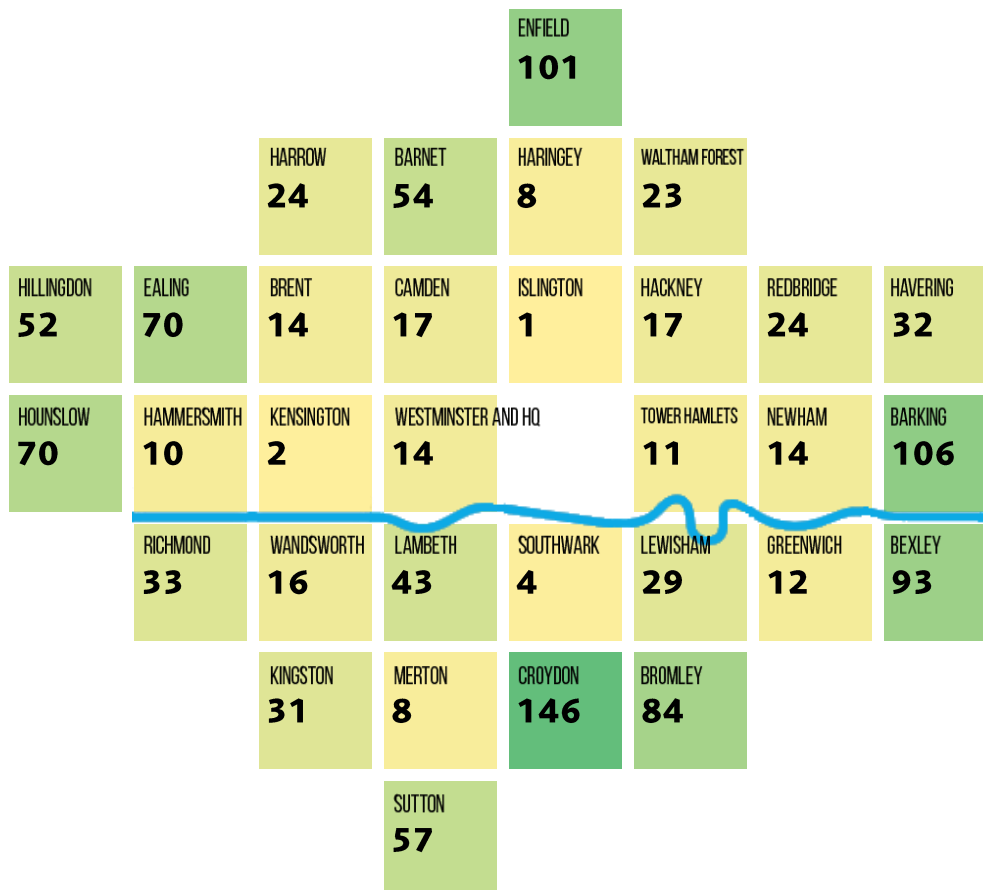 ENFIELD
101
HARROW
24
BARNET
54
HARINGEY
8
WALTHAM FOREST
23
HILLINGDON
52
EALING
70
BRENT
14
CAMDEN
17
ISLINGTON
1
HACKNEY
17
REDBRIDGE
24
HAVERING
32
HOUNSLOW
70
HAMMERSMITH
10
KENSINGTON
2
WESTMINSTER AND HQ
14
TOWER HAMLETS
11
NEWHAM
14
BARKING
106
RICHMOND
33
WANDSWORTH
16
LAMBETH
43
SOUTHWARK
4
LEWISHAM
29
GREENWICH
12
BEXLEY
93
KINGSTON
31
MERTON
8
CROYDON
146
BROMLEY
84
SUTTON
57